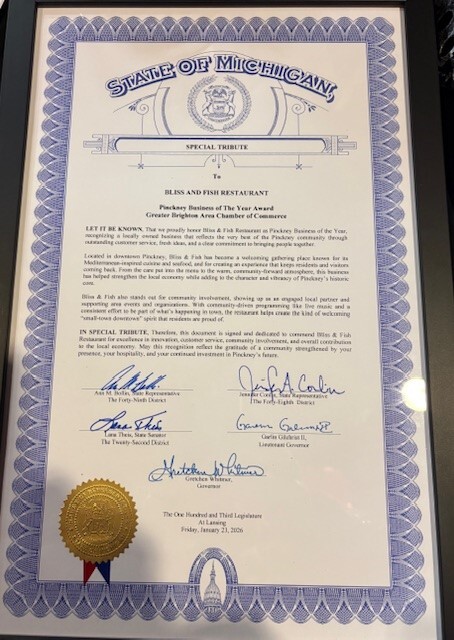 STATE OF MICHIGAN,
SPECIAL TRIBUTE
To
BLISS AND FISH RESTAURANT
Pinckney Business of The Year Award
Greater Brighton Area Chamber of Commerce
LET IT BE KNOWN, That we proudly honor Bliss & Fish Restaurant as Pinckney Business of the Year,
recognizing a locally owned business that reflects the very best of the Pinckney community through
outstanding customer service, fresh ideas, and a clear commitment to bringing people together.
Located in downtown Pinckney, Bliss & Fish has become a welcoming gathering place known for its
Mediterranean-inspired cuisine and seafood, and for creating an experience that keeps residents and visitors
coming back. From the care put into the menu to the warm, community-forward atmosphere, this business
has helped strengthen the local economy while adding to the character and vibrancy of Pinckney's historic
core.
Bliss & Fish also stands out for community involvement, showing up as an engaged local partner and
supporting area events and organizations. With community-driven programming like live music and a
consistent effort to be part of what's happening in town, the restaurant helps create the kind of welcoming
"small-town downtown" spirit that residents are proud of.
IN SPECIAL TRIBUTE, Therefore, this document is signed and dedicated to commend Bliss & Fish
Restaurant for excellence in innovation, customer service, community involvement, and overall contribution
to the local economy. May this recognition reflect the gratitude of a community strengthened by your
presence, your hospitality, and your continued investment in Pinckney's future.
Ann M. Bollin, State Representative
The Forty-Ninth District
Jennifer Conlin, State Representative
The Forty-Eighth District
Lana Theis, State Senator
The Twenty-Second District
Garlin Gilchrist II,
Lieutenant Governor
Gretchen Whitmer
Gretchen Whitmer,
Governor
The One Hundred and Third Legislature
At Lansing
Friday, January 23, 2026